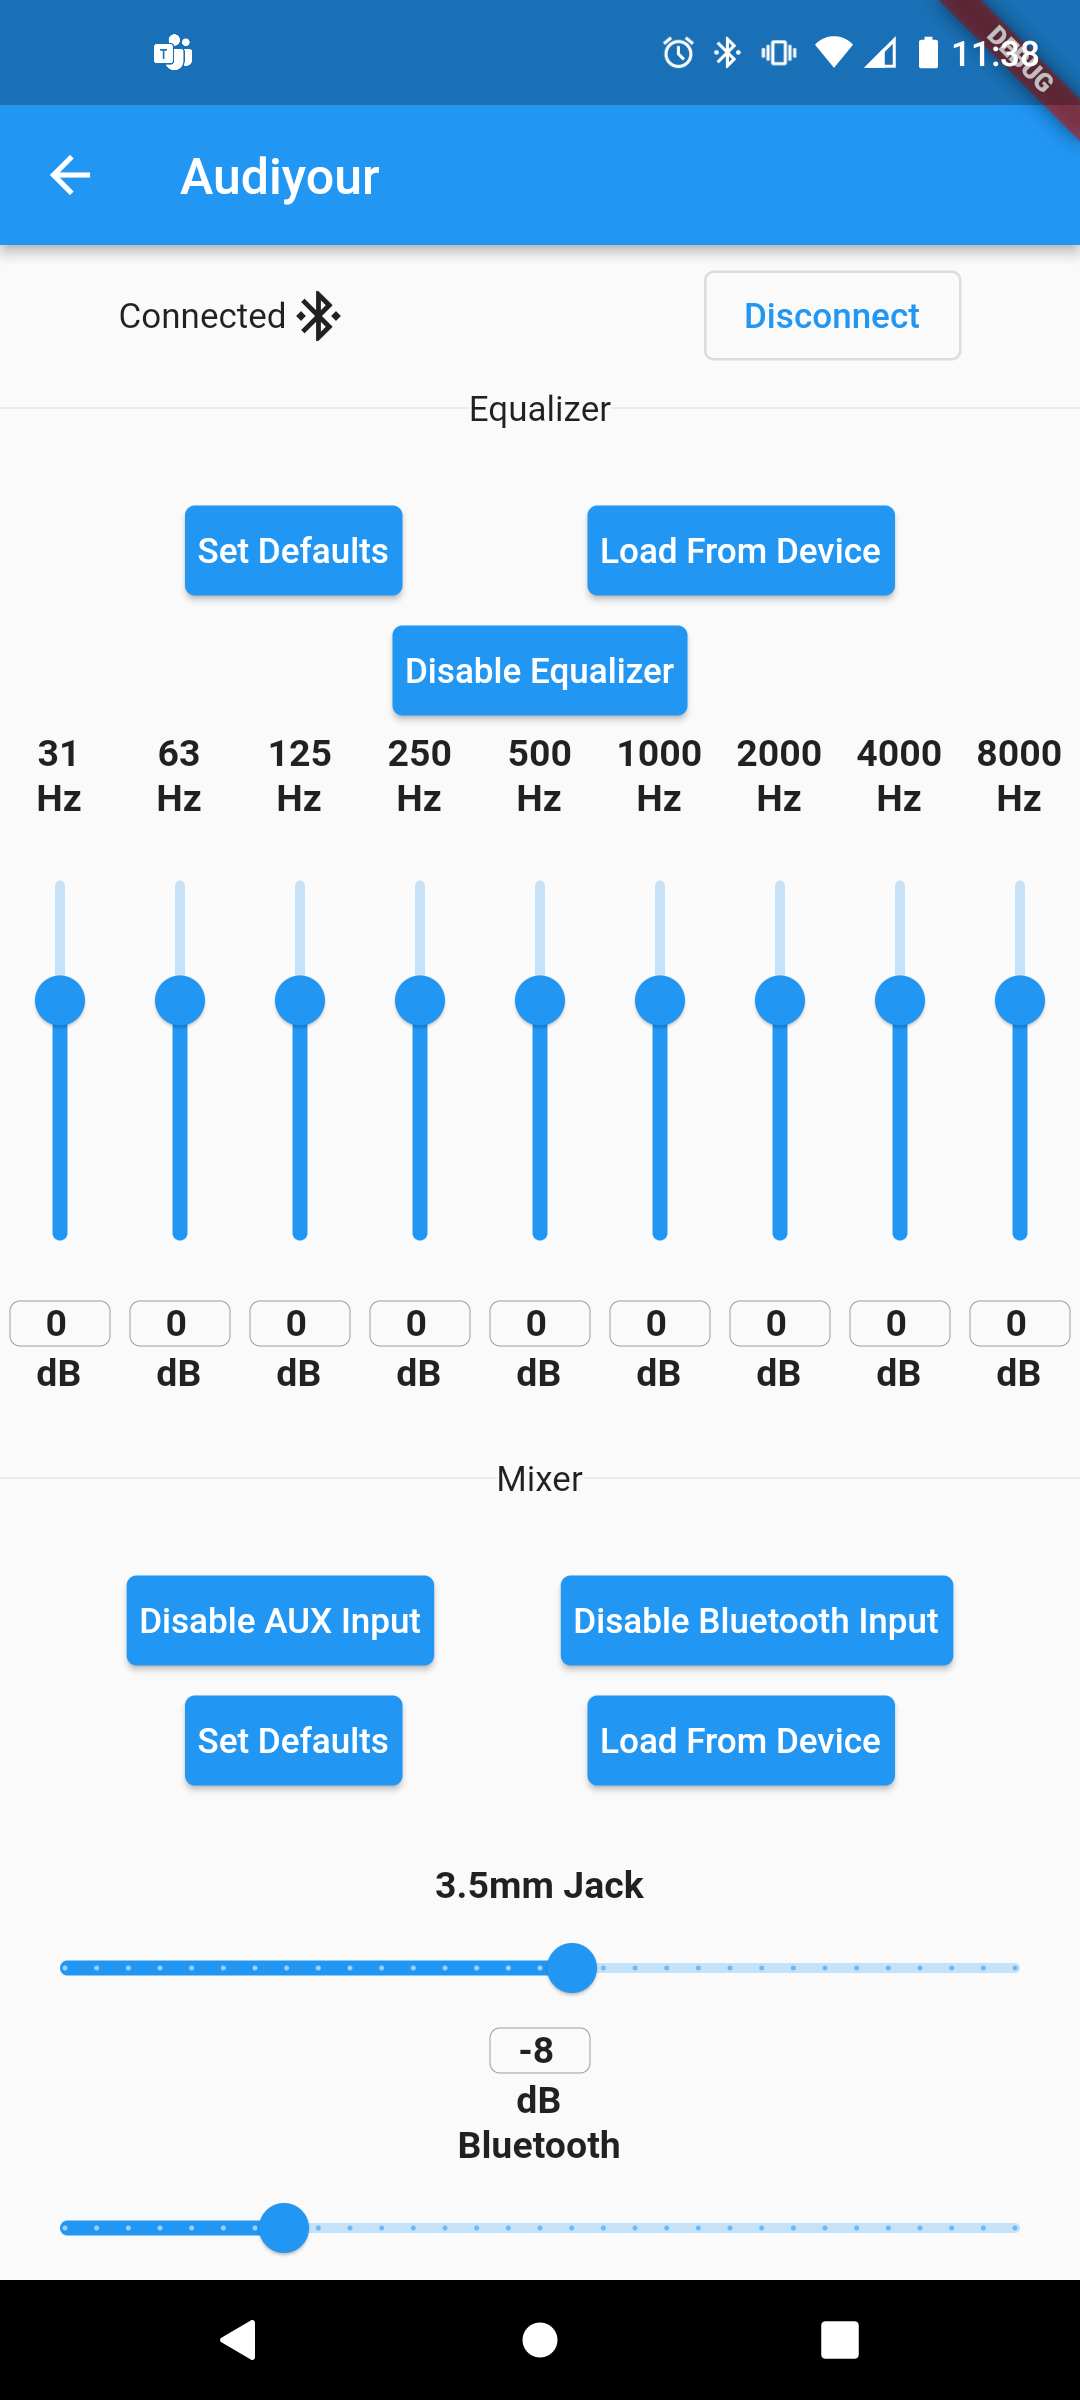 T
11:38
DEBUG
Audiyour
Connected
Disconnect
Equalizer
Set Defaults Load From Device
Disable Equalizer
31 63 125 250 500 1000 2000 4000 8000
Hz Hz Hz Hz Hz Hz Hz Hz Hz
0 0 0 0 0 0 0 0 0
dB dB dB dB dB dB dB dB dB
Mixer
Disable AUX Input Disable Bluetooth Input
Set Defaults Load From Device
3.5mm Jack
-8
dB
Bluetooth